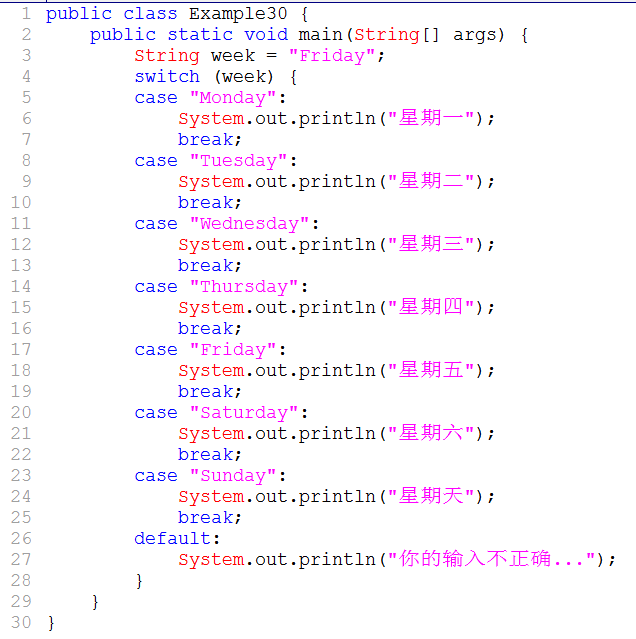 1 public class Example30 {
2     public static void main(String[] args) {
3         String week = "Friday";
4         switch (week) {
5         case "Monday":
6             System.out.println("星期一");
7             break;
8         case "Tuesday":
9             System.out.println("星期二");
10             break;
11         case "Wednesday":
12             System.out.println("星期三");
13             break;
14         case "Thursday":
15             System.out.println("星期四");
16             break;
17         case "Friday":
18             System.out.println("星期五");
19             break;
20         case "Saturday":
21             System.out.println("星期六");
22             break;
23         case "Sunday":
24             System.out.println("星期天");
25             break;
26         default:
27             System.out.println("你的输入不正确...");
28         }
29     }
30 }